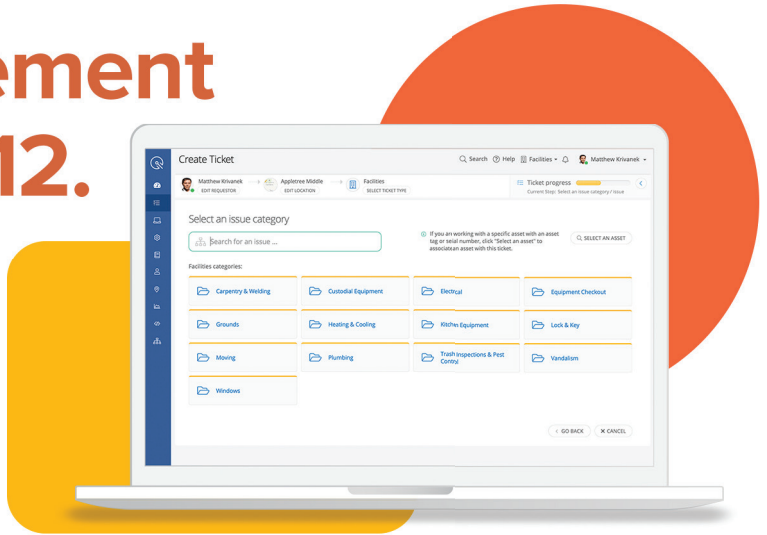 ement
12.
Create Ticket
Search Help Facilities Matthew Krivanek
Matthew Krivanek Appletree Middle Facilities
EDIT REQUESTOR EDIT LOCATION SELECT TICKET TYPE
Ticket progress
Current Step: Select an issue category / issue
Select an issue category
Search for an issue ...
If you are working with a specific asset with an asset
tag or serial number, click "Select an asset" to
associatean asset with this ticket.
SELECT AN ASSET
Facilities categories:
Carpentry & Welding
Custodial Equipment
Electrcal
Equipment Checkout
Grounds
Heating & Cooling
Kitchen Equipment
Lock & Key
Moving
Plumbing
Trash Inspections & Pest
Control
Vandalism
Windows
GO BACK
CANCEL